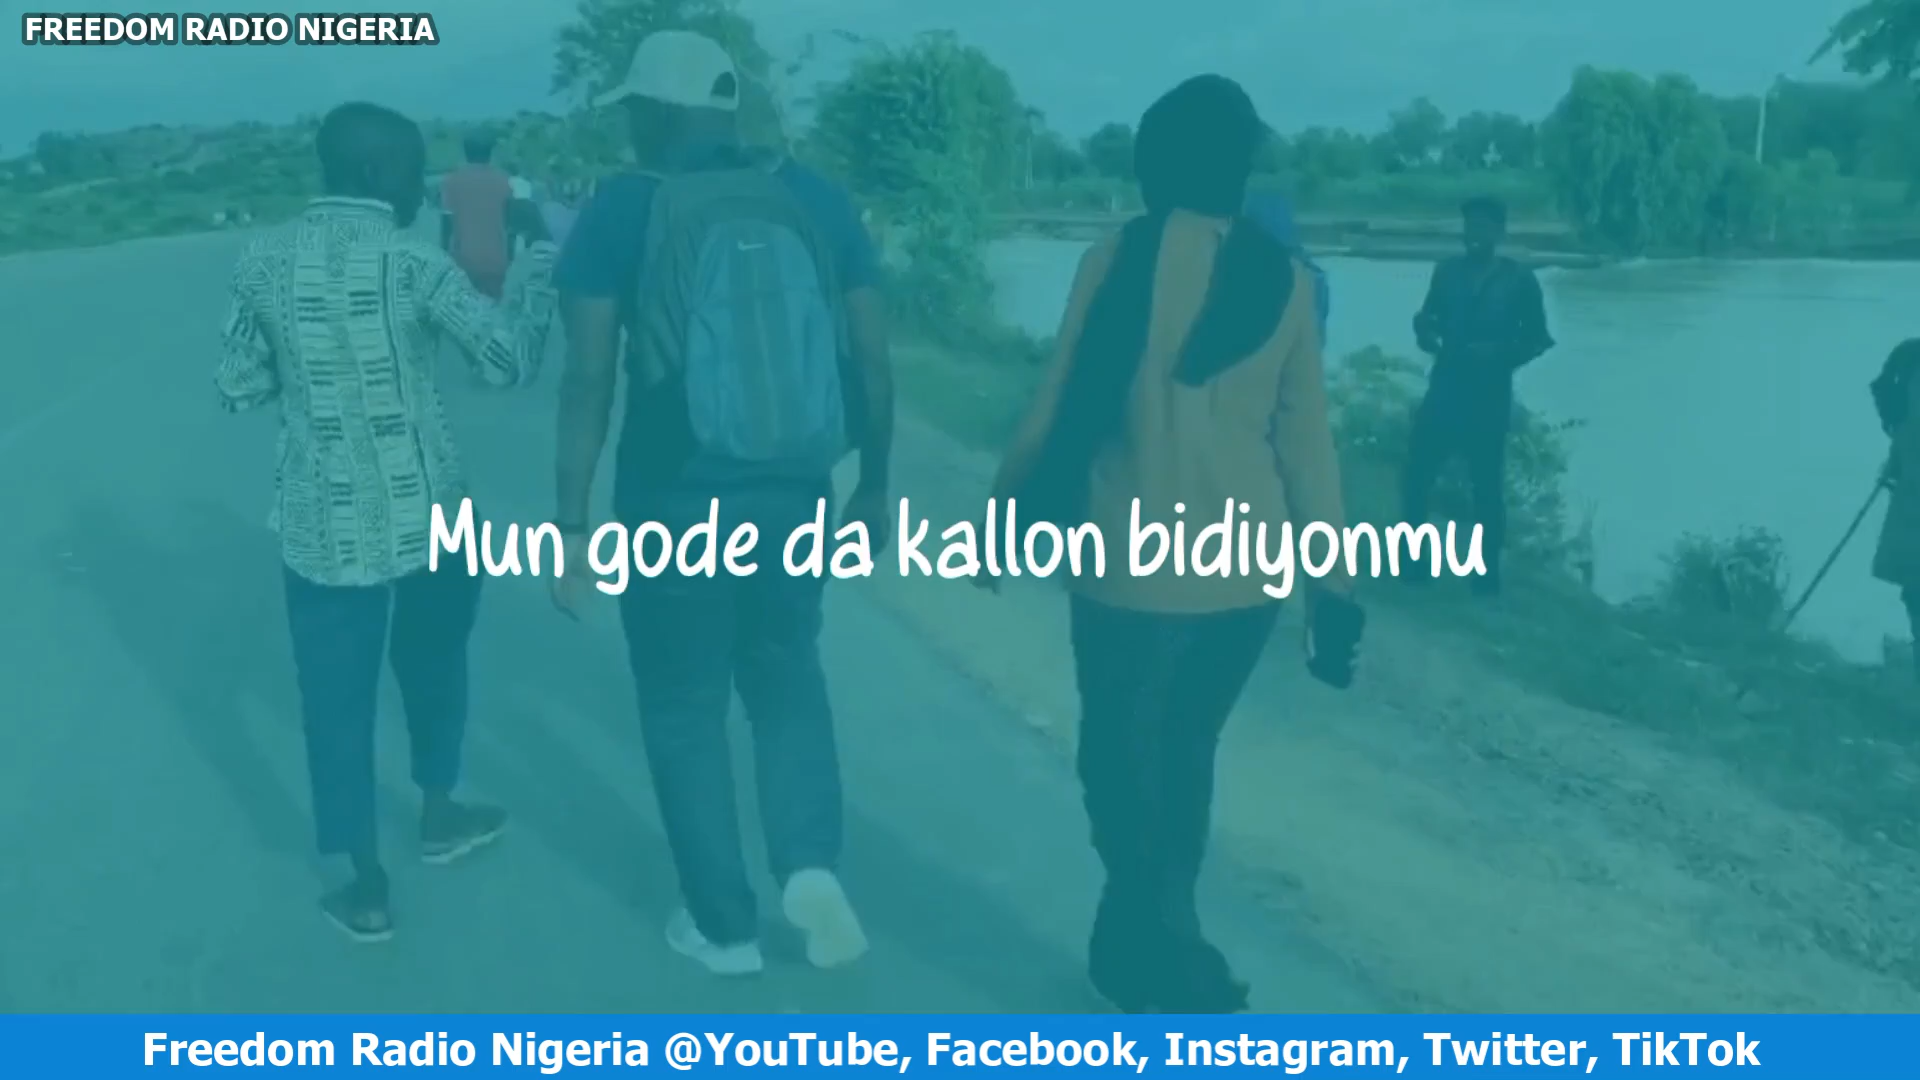 FREEDOM RADIO NIGERIA
Mun gode da kallon bidiyonmu
Freedom Radio Nigeria @YouTube, Facebook, Instagram, Twitter, TikTok